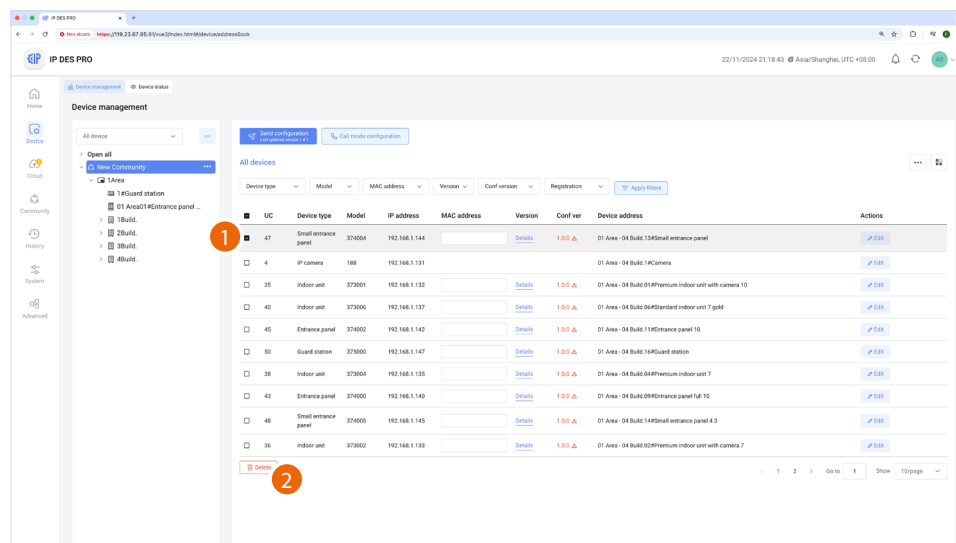 IP DES PRO
Non sicuro https://119.23.67.85:81/vue3/index.html#/device/addressBook
IP DES PRO
22/11/2024 21:18:43 Asia/Shanghai, UTC +08:00
AD
Device management
Device status
Home
Device
Cloud
Community
History
System
Advanced
Device management
All device
Open all
New Community
1Area
1#Guard station
01 Area01#Entrance panel ...
1Build.
2Build.
3Build.
4Build.
Send configuration
Call mode configuration
All devices
Device type Model MAC address Version Conf version Registration Apply filters
UC Device type Model IP address MAC address Version Conf ver Device address Actions
1
47 Small entrance panel 374004 192.168.1.144 Details 1.0.0 01 Area - 04 Build.13#Small entrance panel Edit
4 IP camera 188 192.168.1.131 01 Area - 04 Build.1#Camera Edit
35 Indoor unit 373001 192.168.1.132 Details 1.0.0 01 Area - 04 Build.01#Premium indoor unit with camera 10 Edit
40 Indoor unit 373006 192.168.1.137 Details 1.0.0 01 Area - 04 Build.06#Standard indoor unit 7 gold Edit
45 Entrance panel 374002 192.168.1.142 Details 1.0.0 01 Area - 04 Build.11#Entrance panel 10 Edit
50 Guard station 375000 192.168.1.147 Details 1.0.0 01 Area - 04 Build.16#Guard station Edit
38 Indoor unit 373004 192.168.1.135 Details 1.0.0 01 Area - 04 Build.04#Premium indoor unit 7 Edit
43 Entrance panel 374000 192.168.1.140 Details 1.0.0 01 Area - 04 Build.09#Entrance panel full 10 Edit
48 Small entrance panel 374005 192.168.1.145 Details 1.0.0 01 Area - 04 Build.14#Small entrance panel 4.3 Edit
36 Indoor unit 373002 192.168.1.133 Details 1.0.0 01 Area - 04 Build.02#Premium indoor unit with camera 7 Edit
Delete
2
1 2 Go to 1 Show 10/page